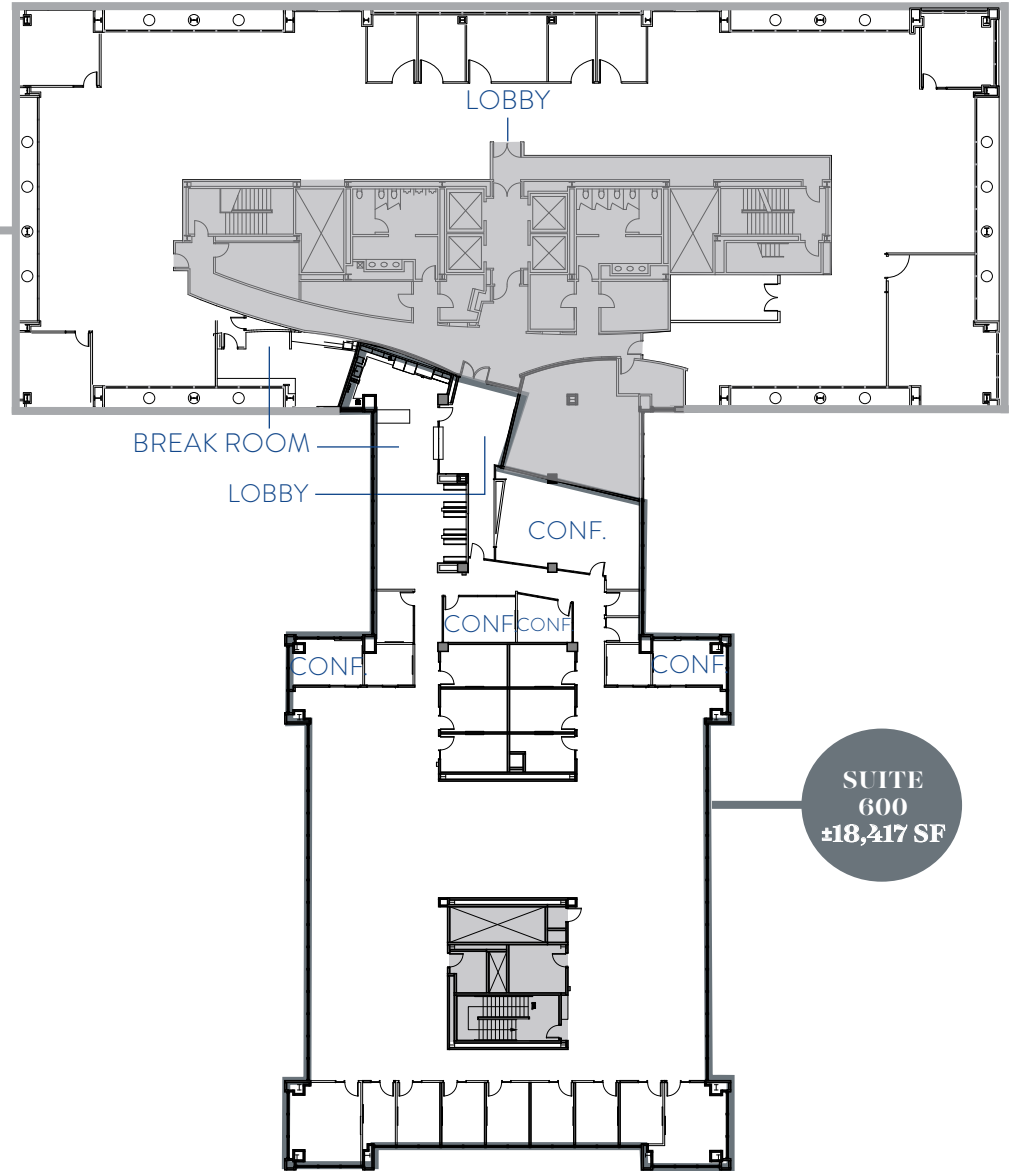 LOBBY
BREAK ROOM
LOBBY
CONF.
CONF
CONF
CONF.
CONF.
SUITE
600
±18,417 SF